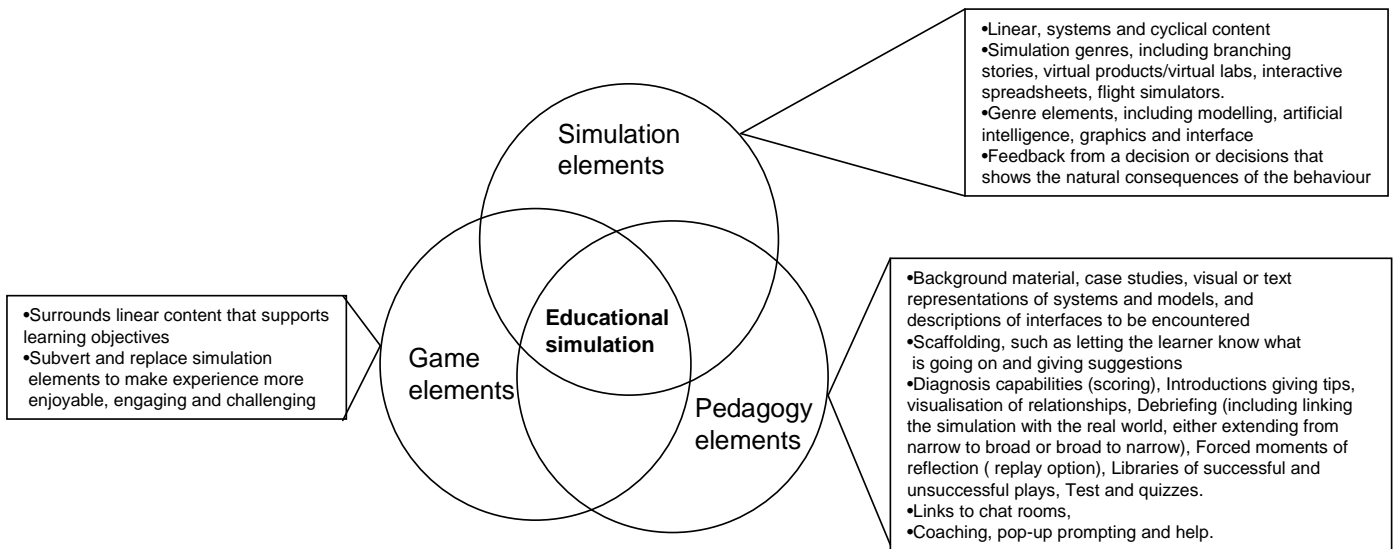 •Linear, systems and cyclical content
•Simulation genres, including branching
stories, virtual products/virtual labs, interactive
spreadsheets, flight simulators.
•Genre elements, including modelling, artificial
intelligence, graphics and interface
•Feedback from a decision or decisions that
shows the natural consequences of the behaviour
Simulation
elements
•Surrounds linear content that supports
learning objectives
•Subvert and replace simulation
elements to make experience more
enjoyable, engaging and challenging
Game
elements
Educational
simulation
Pedagogy
elements
•Background material, case studies, visual or text
representations of systems and models, and
descriptions of interfaces to be encountered
•Scaffolding, such as letting the learner know what
is going on and giving suggestions
•Diagnosis capabilities (scoring), Introductions giving tips,
visualisation of relationships, Debriefing (including linking
the simulation with the real world, either extending from
narrow to broad or broad to narrow), Forced moments of
reflection ( replay option), Libraries of successful and
unsuccessful plays, Test and quizzes.
•Links to chat rooms,
•Coaching, pop-up prompting and help.